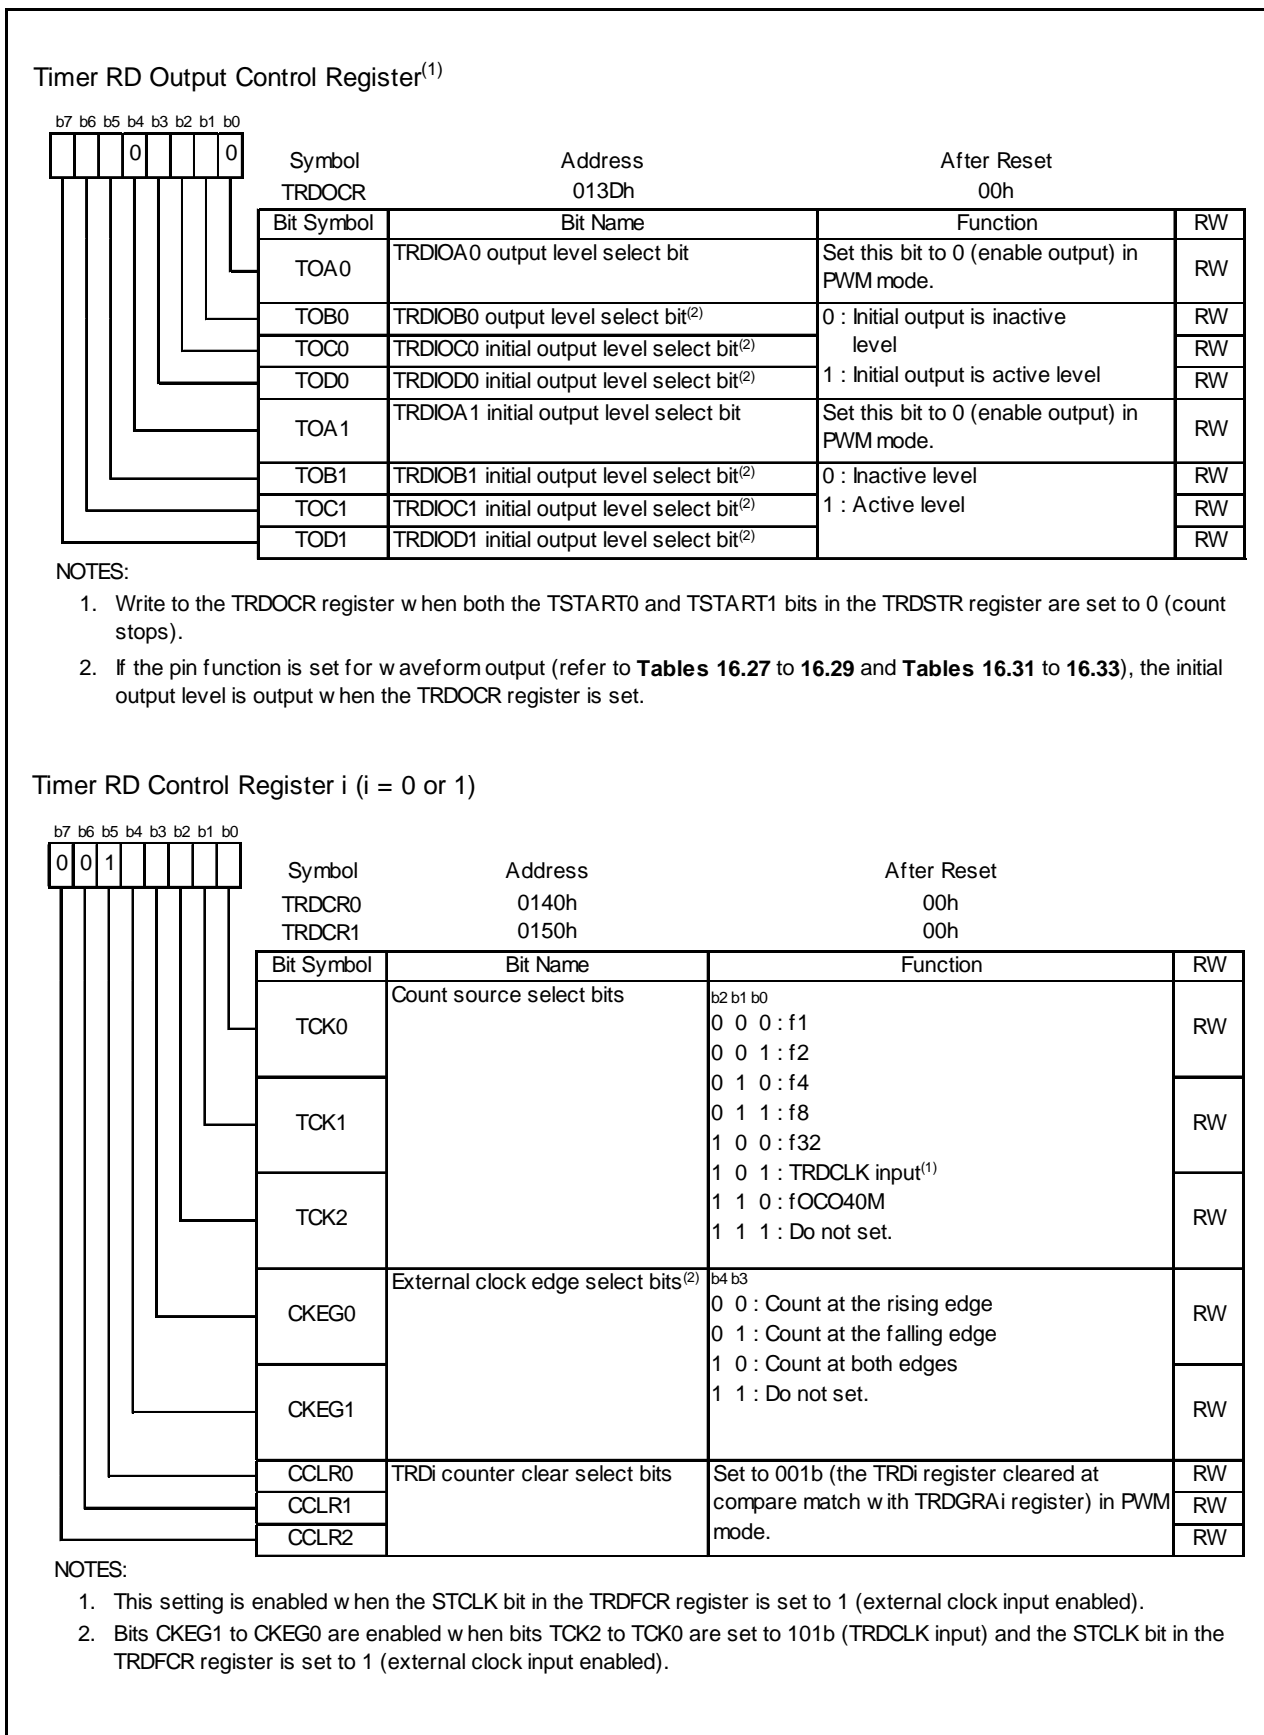 Timer RD Output Control Register(1)
b7 b6 b5 b4 b3 b2 b1 b0
0 0
Symbol Address After Reset
TRDOCR 013Dh 00h
Bit Symbol Bit Name Function RW
TOA0 TRDIOA0 output level select bit Set this bit to 0 (enable output) in PWM mode. RW
TOB0 TRDIOB0 output level select bit(2) 0 : Initial output is inactive RW
TOC0 TRDIOC0 initial output level select bit(2) level RW
TOD0 TRDIOD0 initial output level select bit(2) 1 : Initial output is active level RW
TOA1 TRDIOA1 initial output level select bit Set this bit to 0 (enable output) in PWM mode. RW
TOB1 TRDIOB1 initial output level select bit(2) 0 : Inactive level RW
TOC1 TRDIOC1 initial output level select bit(2) 1 : Active level RW
TOD1 TRDIOD1 initial output level select bit(2) RW
NOTES:
1. Write to the TRDOCR register when both the TSTART0 and TSTART1 bits in the TRDSTR register are set to 0 (count
stops).
2. If the pin function is set for waveform output (refer to Tables 16.27 to 16.29 and Tables 16.31 to 16.33), the initial
output level is output when the TRDOCR register is set.
Timer RD Control Register i (i = 0 or 1)
b7 b6 b5 b4 b3 b2 b1 b0
0 0 1
Symbol Address After Reset
TRDCR0 0140h 00h
TRDCR1 0150h 00h
Bit Symbol Bit Name Function RW
TCK0 Count source select bits b2 b1 b0 RW
0 0 0 : f1
0 0 1 : f2
0 1 0 : f4
TCK1 0 1 1 : f8 RW
1 0 0 : f32
1 0 1 : TRDCLK input(1)
1 1 0 : fOCO40M
TCK2 1 1 1 : Do not set. RW
External clock edge select bits(2) b4 b3
CKEG0 0 0 : Count at the rising edge RW
0 1 : Count at the falling edge
1 0 : Count at both edges
CKEG1 1 1 : Do not set. RW
CCLR0 TRDi counter clear select bits Set to 001b (the TRDi register cleared at RW
CCLR1 compare match with TRDGRAi register) in PWM RW
CCLR2 mode. RW
NOTES:
1. This setting is enabled when the STCLK bit in the TRDFCR register is set to 1 (external clock input enabled).
2. Bits CKEG1 to CKEG0 are enabled when bits TCK2 to TCK0 are set to 101b (TRDCLK input) and the STCLK bit in the
TRDFCR register is set to 1 (external clock input enabled).